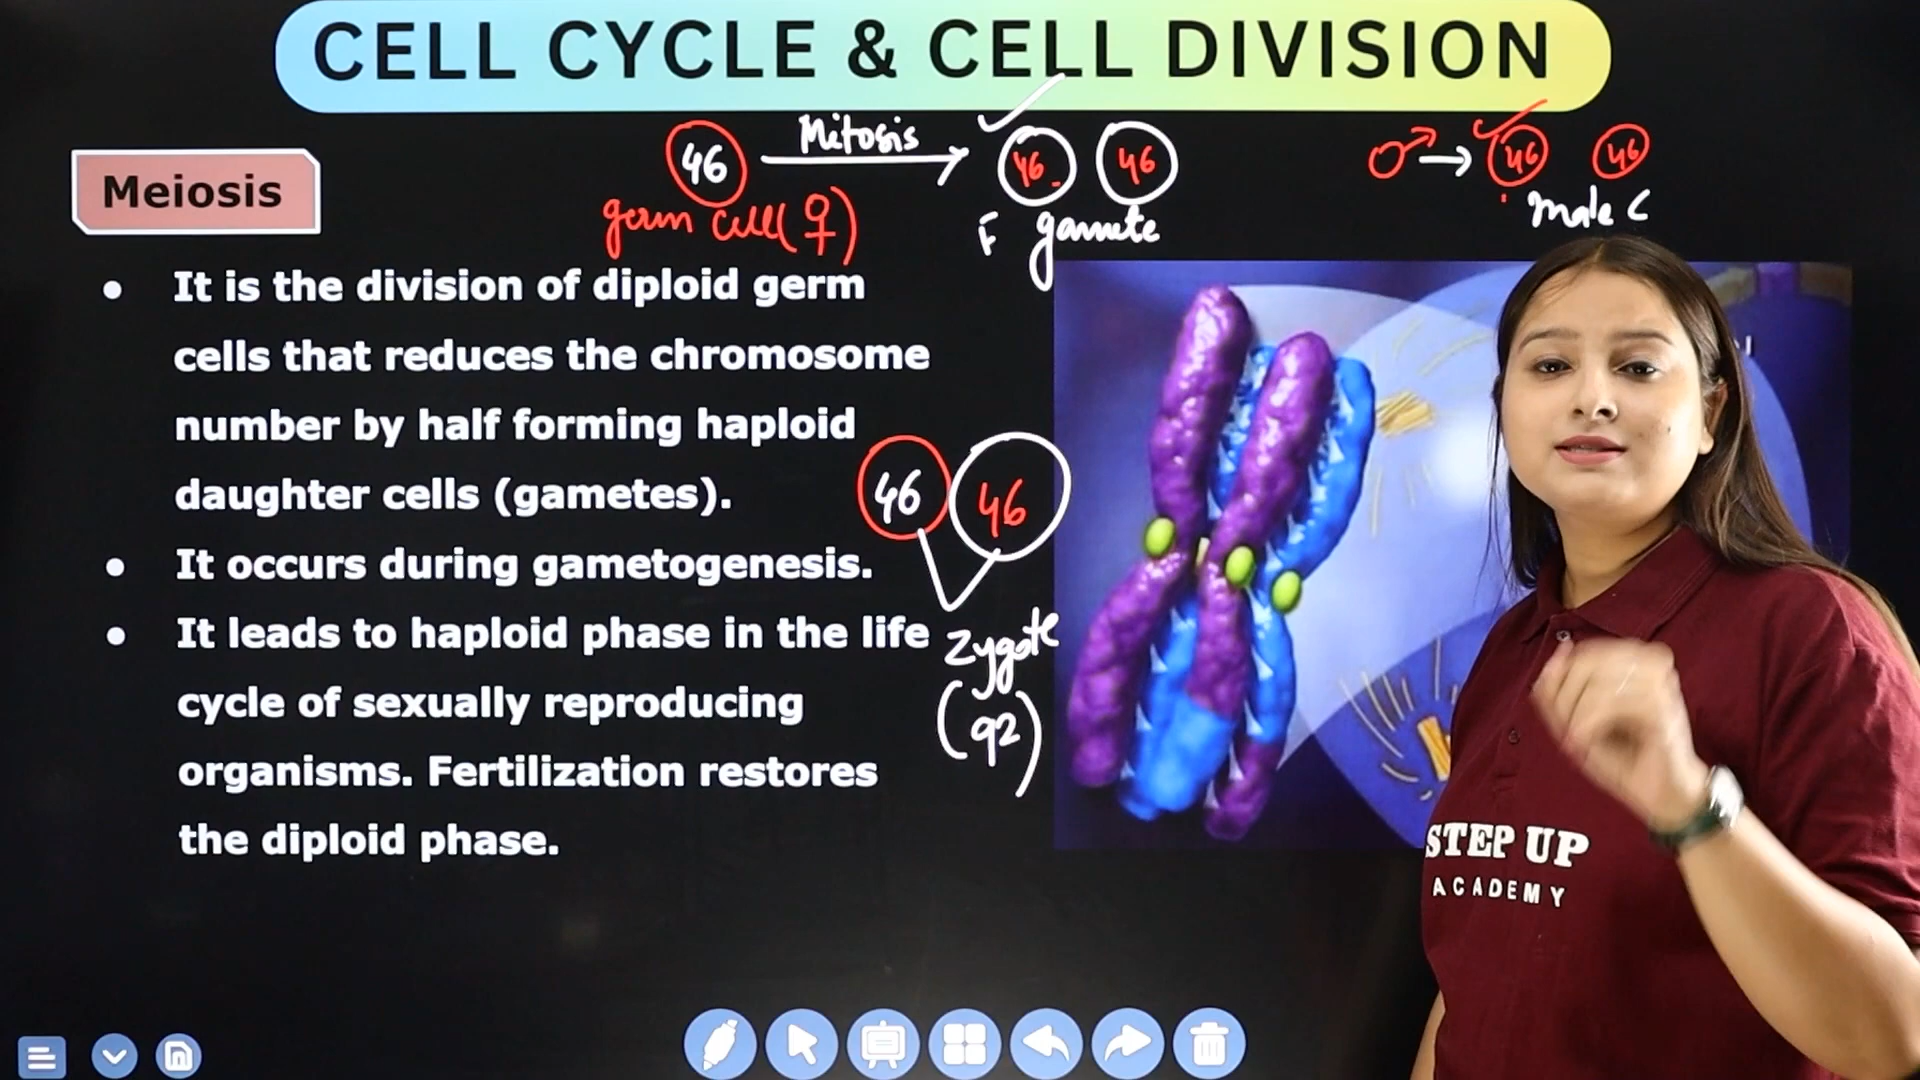 CELL CYCLE & CELL DIVISION
Meiosis
46 Mitosis 46 46
46 46
germ cell (♀)
F gamete
male
• It is the division of diploid germ
cells that reduces the chromosome
number by half forming haploid
daughter cells (gametes).
• It occurs during gametogenesis.
• It leads to haploid phase in the life
cycle of sexually reproducing
organisms. Fertilization restores
the diploid phase.
46 46
Zygote
(92)
STEP UP
ACADEMY